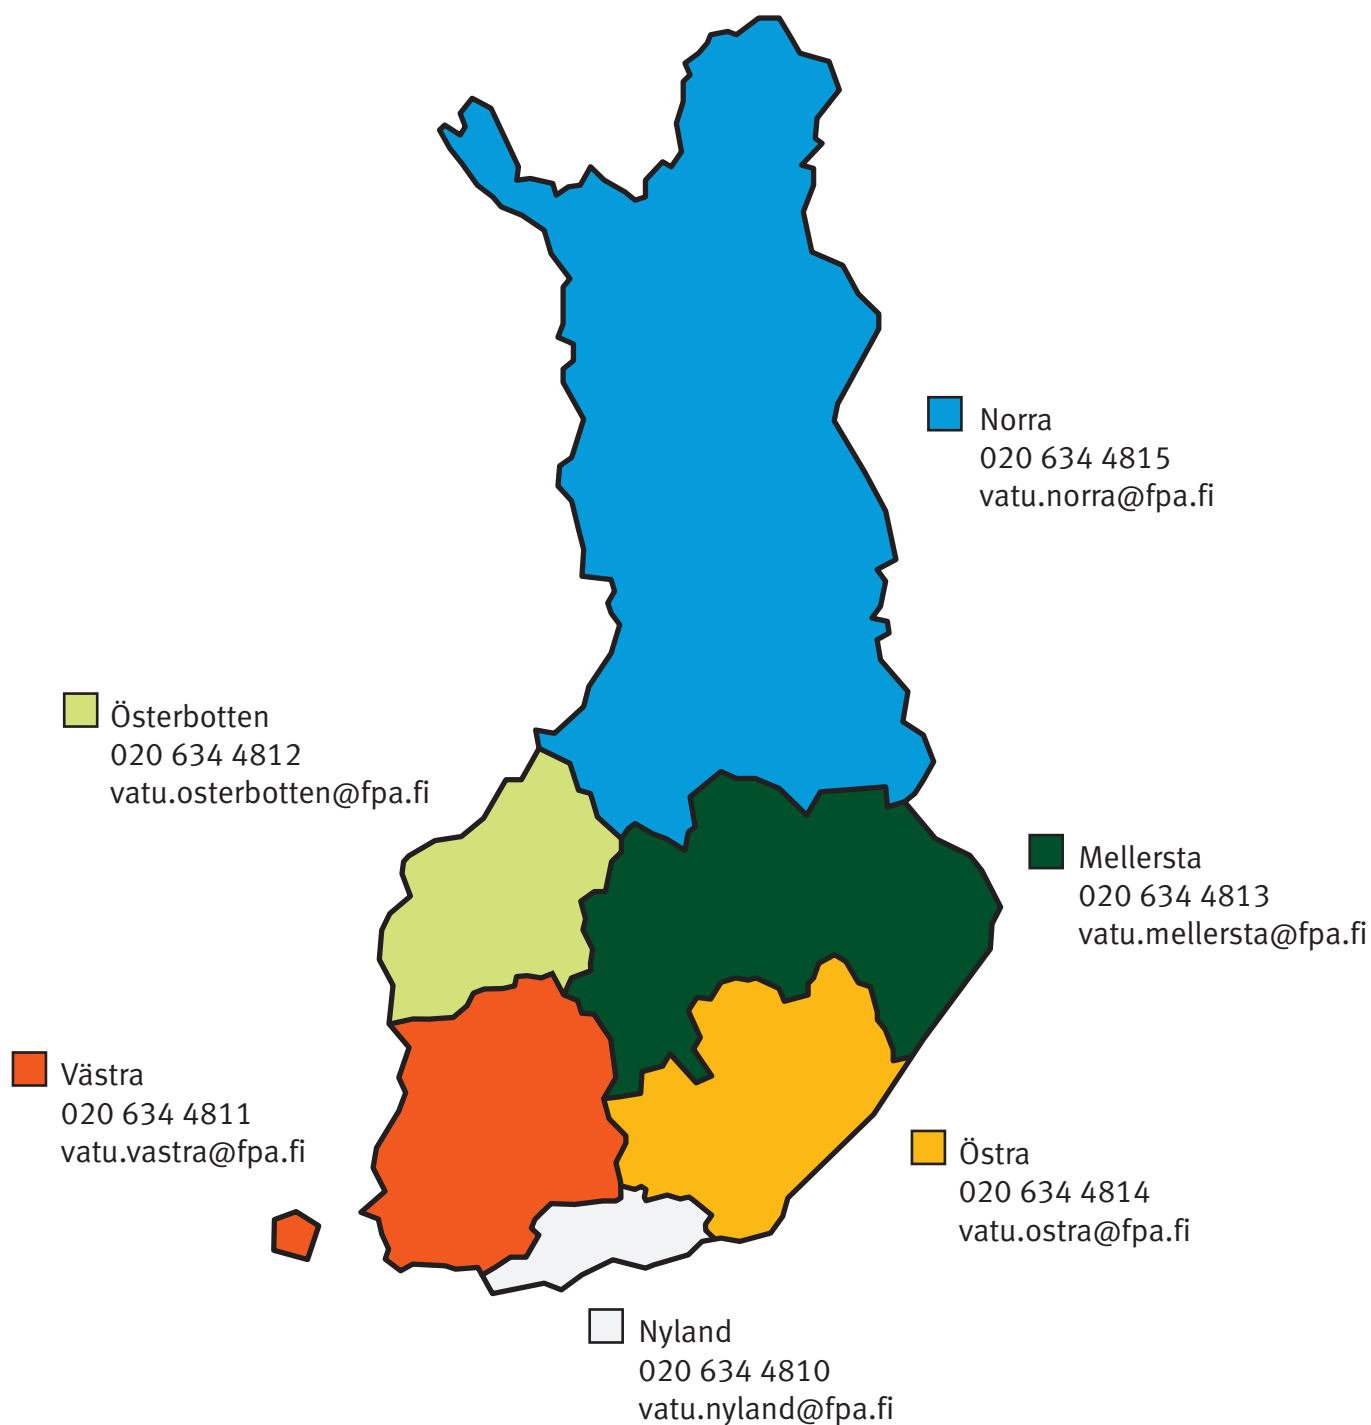 Norra
020 634 4815
vatu.norra@fpa.fi
Österbotten
020 634 4812
vatu.osterbotten@fpa.fi
Mellersta
020 634 4813
vatu.mellersta@fpa.fi
Västra
020 634 4811
vatu.vastra@fpa.fi
Östra
020 634 4814
vatu.ostra@fpa.fi
Nyland
020 634 4810
vatu.nyland@fpa.fi